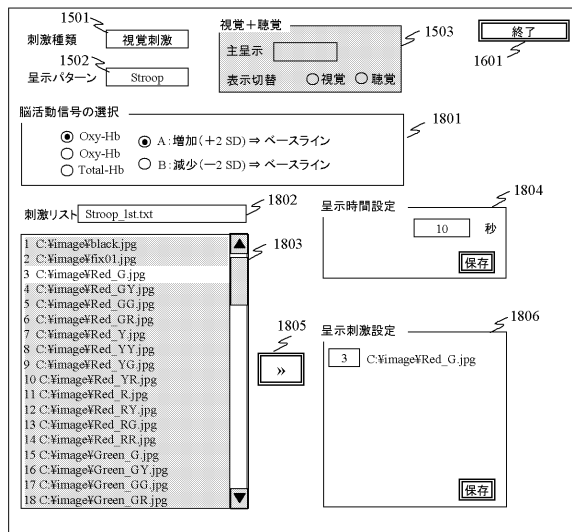 1501
刺激種類 視覚刺激
1502
呈示パターン Stroop
視覚+聴覚
主呈示
表示切替 ○視覚 ○聴覚
1503
終了
1601
脳活動信号の選択
1801
Oxy-Hb
Oxy-Hb
Total-Hb
A:増加(+2 SD)⇒ ベースライン
B:減少(-2 SD)⇒ ベースライン
刺激リスト Stroop_1st.txt
1802
1803
1 C:¥image¥black.jpg
2 C:¥image¥fix01.jpg
3 C:¥image¥Red_G.jpg
4 C:¥image¥Red_GY.jpg
5 C:¥image¥Red_GG.jpg
6 C:¥image¥Red_GR.jpg
7 C:¥image¥Red_Y.jpg
8 C:¥image¥Red_YY.jpg
9 C:¥image¥Red_YG.jpg
10 C:¥image¥Red_YR.jpg
11 C:¥image¥Red_R.jpg
12 C:¥image¥Red_RY.jpg
13 C:¥image¥Red_RG.jpg
14 C:¥image¥Red_RR.jpg
15 C:¥image¥Green_G.jpg
16 C:¥image¥Green_GY.jpg
17 C:¥image¥Green_GG.jpg
18 C:¥image¥Green_GR.jpg
1805
»
呈示時間設定
1804
10 秒
保存
呈示刺激設定
1806
3 C:¥image¥Red_G.jpg
保存